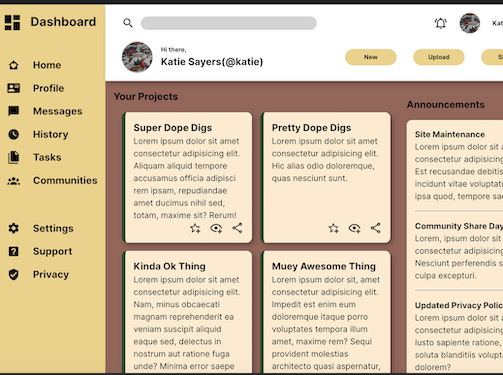 Dashboard
Home
Profile
Messages
History
Tasks
Communities
Settings
Support
Privacy
Hi there,
Katie Sayers(@katie)
Kat
New
Upload
Your Projects
Super Dope Digs
Lorem ipsum dolor sit amet
consectetur adipisicing elit.
Aliquam aliquid tempore
accusamus officia adipisci
rem ipsam, repudiandae
amet ducimus nihil sed,
totam, maxime sit? Rerum!
Pretty Dope Digs
Lorem ipsum dolor sit amet
consectetur adipisicing elit.
Hic alias odio doloremque,
quas nesciunt sunt.
Kinda Ok Thing
Lorem ipsum dolor sit amet
consectetur adipisicing elit.
Nam, minus obcaecati
magnam reprehenderit ea
veniam suscipit aliquid
eaque sed, delectus in
nostrum aut ratione fuga
unde? Minima error saepe
Muey Awesome Thing
Lorem ipsum dolor sit amet
consectetur adipisicing elit.
Impedit est enim eum
doloremque itaque porro
voluptates tempora illum
amet, maxime rem? Sequi
provident molestias
architecto quasi aspernatur,
Announcements
Site Maintenance
Lorem ipsum dolor sit a
consectetur adipisicing
Est recusandae debitis
incidunt vitae voluptat
ipsa quod, tempore sa
Community Share Day
Lorem, ipsum dolor sit
Nesciunt perferendis s
culpa excepturi.
Updated Privacy Polic
Lorem ipsum dolor sit a
iusto sapiente ratione,
soluta blanditiis volupt
dolorem?